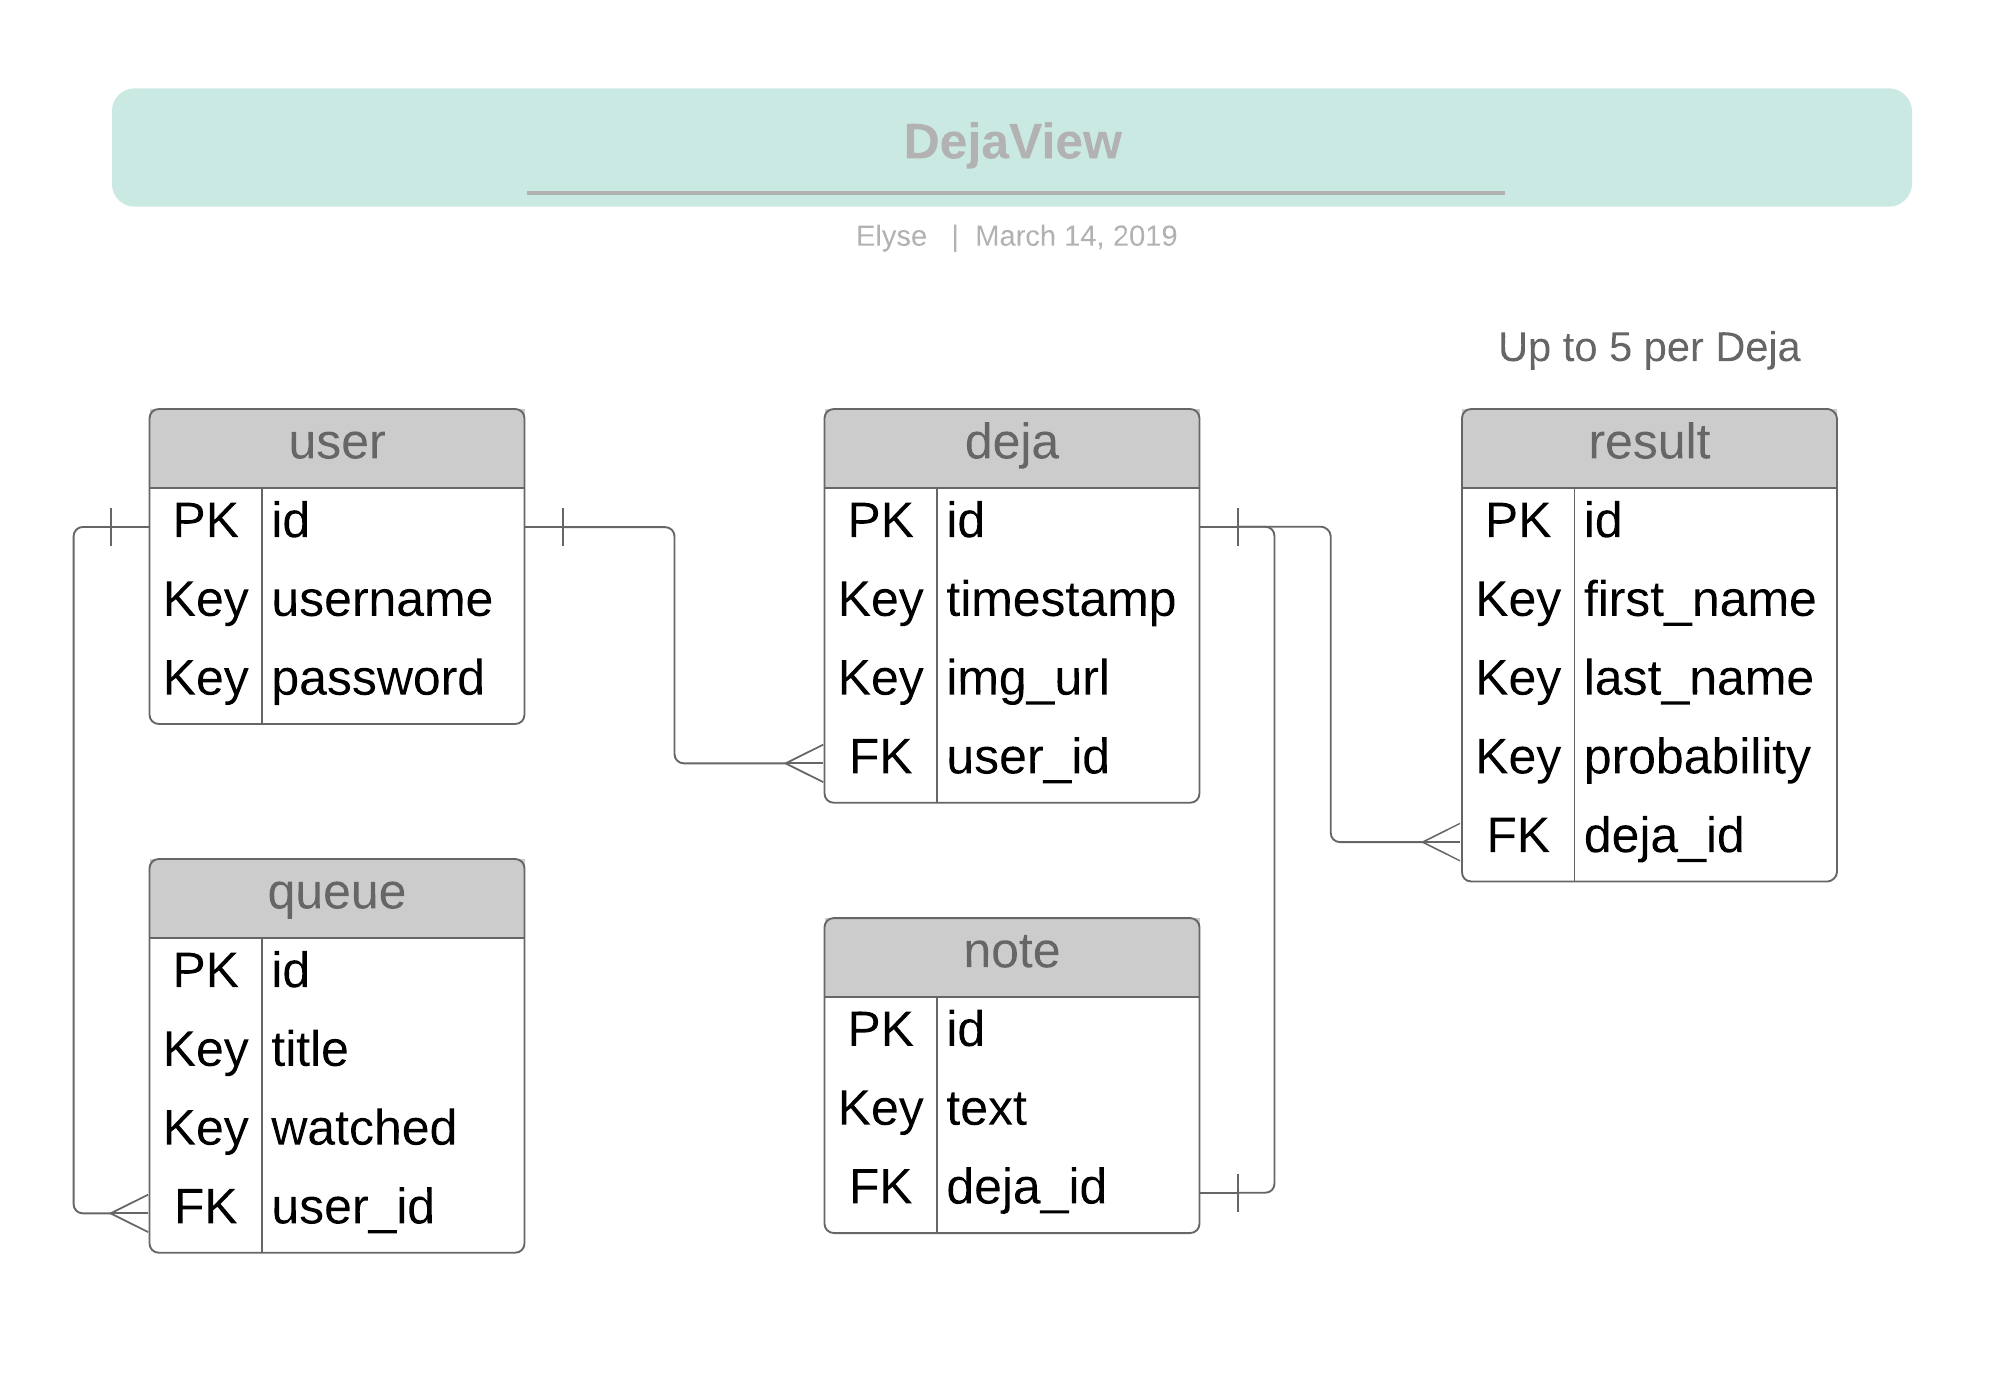 DejaView
Elyse | March 14, 2019
Up to 5 per Deja
user
PK id
Key username
Key password
deja
PK id
Key timestamp
Key img_url
FK user_id
result
PK id
Key first_name
Key last_name
Key probability
FK deja_id
queue
PK id
Key title
Key watched
FK user_id
note
PK id
Key text
FK deja_id